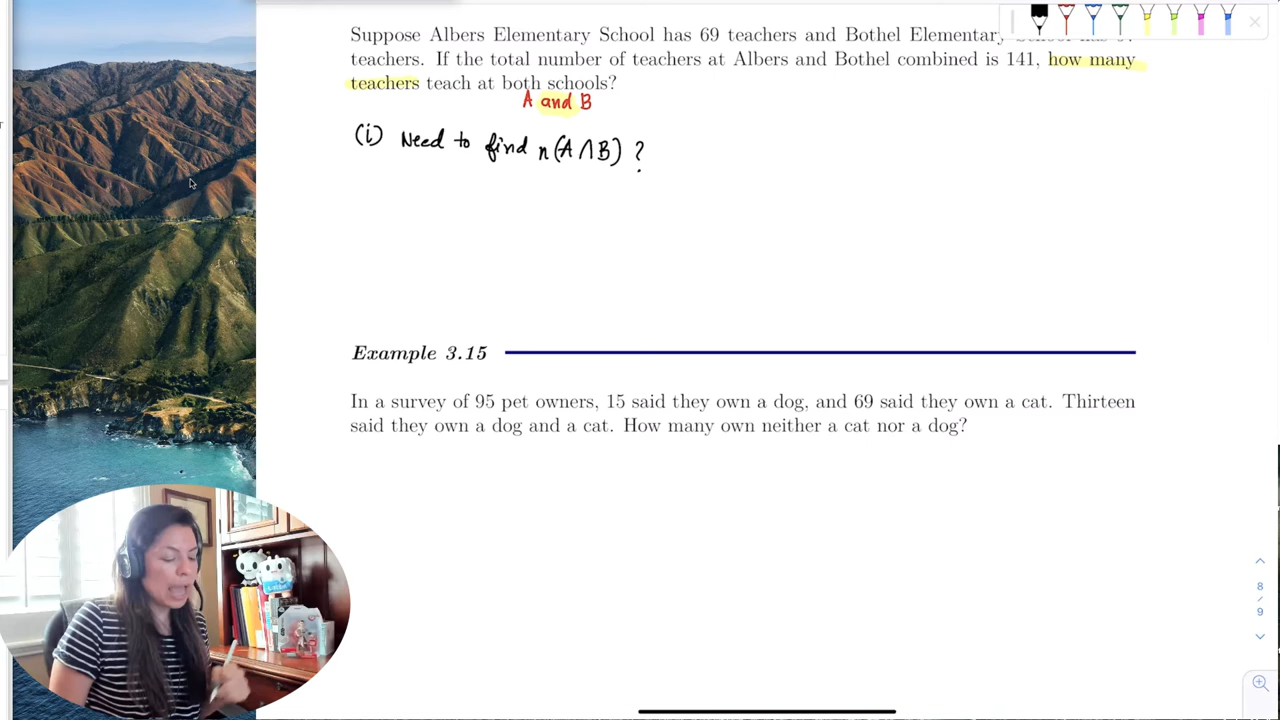 Suppose Albers Elementary School has 69 teachers and Bothel Elementary
teachers. If the total number of teachers at Albers and Bothel combined is 141, how many
teachers teach at both schools?
A and B
(i) Need to find n(A∩B) ?
Example 3.15
In a survey of 95 pet owners, 15 said they own a dog, and 69 said they own a cat. Thirteen
said they own a dog and a cat. How many own neither a cat nor a dog?
8
/
9